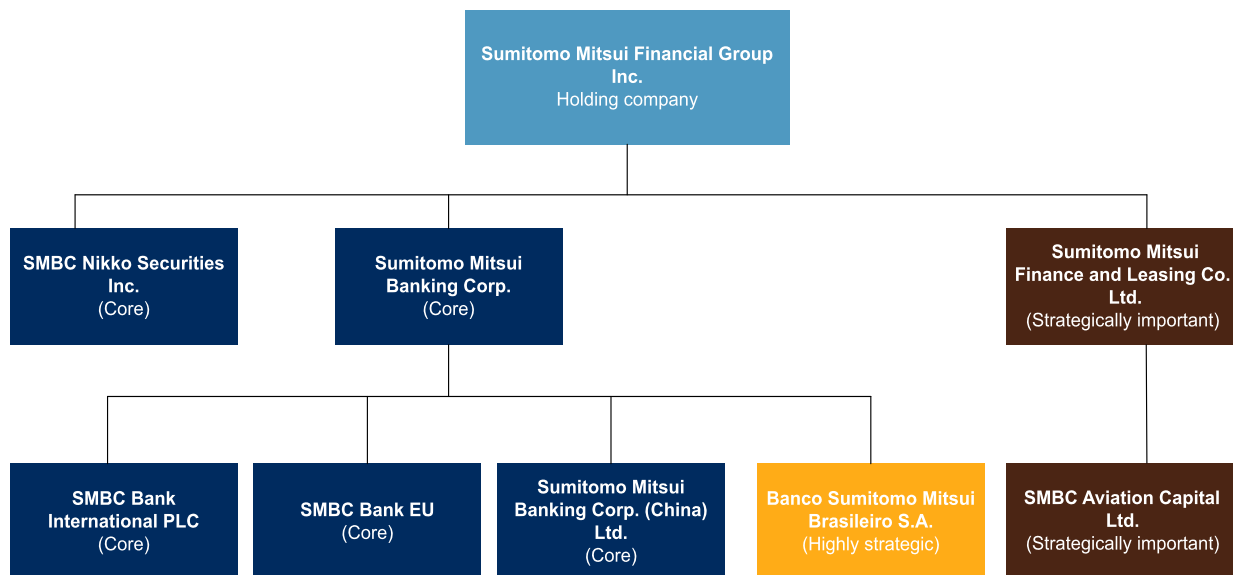 Sumitomo Mitsui Financial Group
Inc.
Holding company
SMBC Nikko Securities
Inc.
(Core)
Sumitomo Mitsui
Banking Corp.
(Core)
Sumitomo Mitsui
Finance and Leasing Co.
Ltd.
(Strategically important)
SMBC Bank
International PLC
(Core)
SMBC Bank EU
(Core)
Sumitomo Mitsui
Banking Corp. (China)
Ltd.
(Core)
Banco Sumitomo Mitsui
Brasileiro S.A.
(Highly strategic)
SMBC Aviation Capital
Ltd.
(Strategically important)